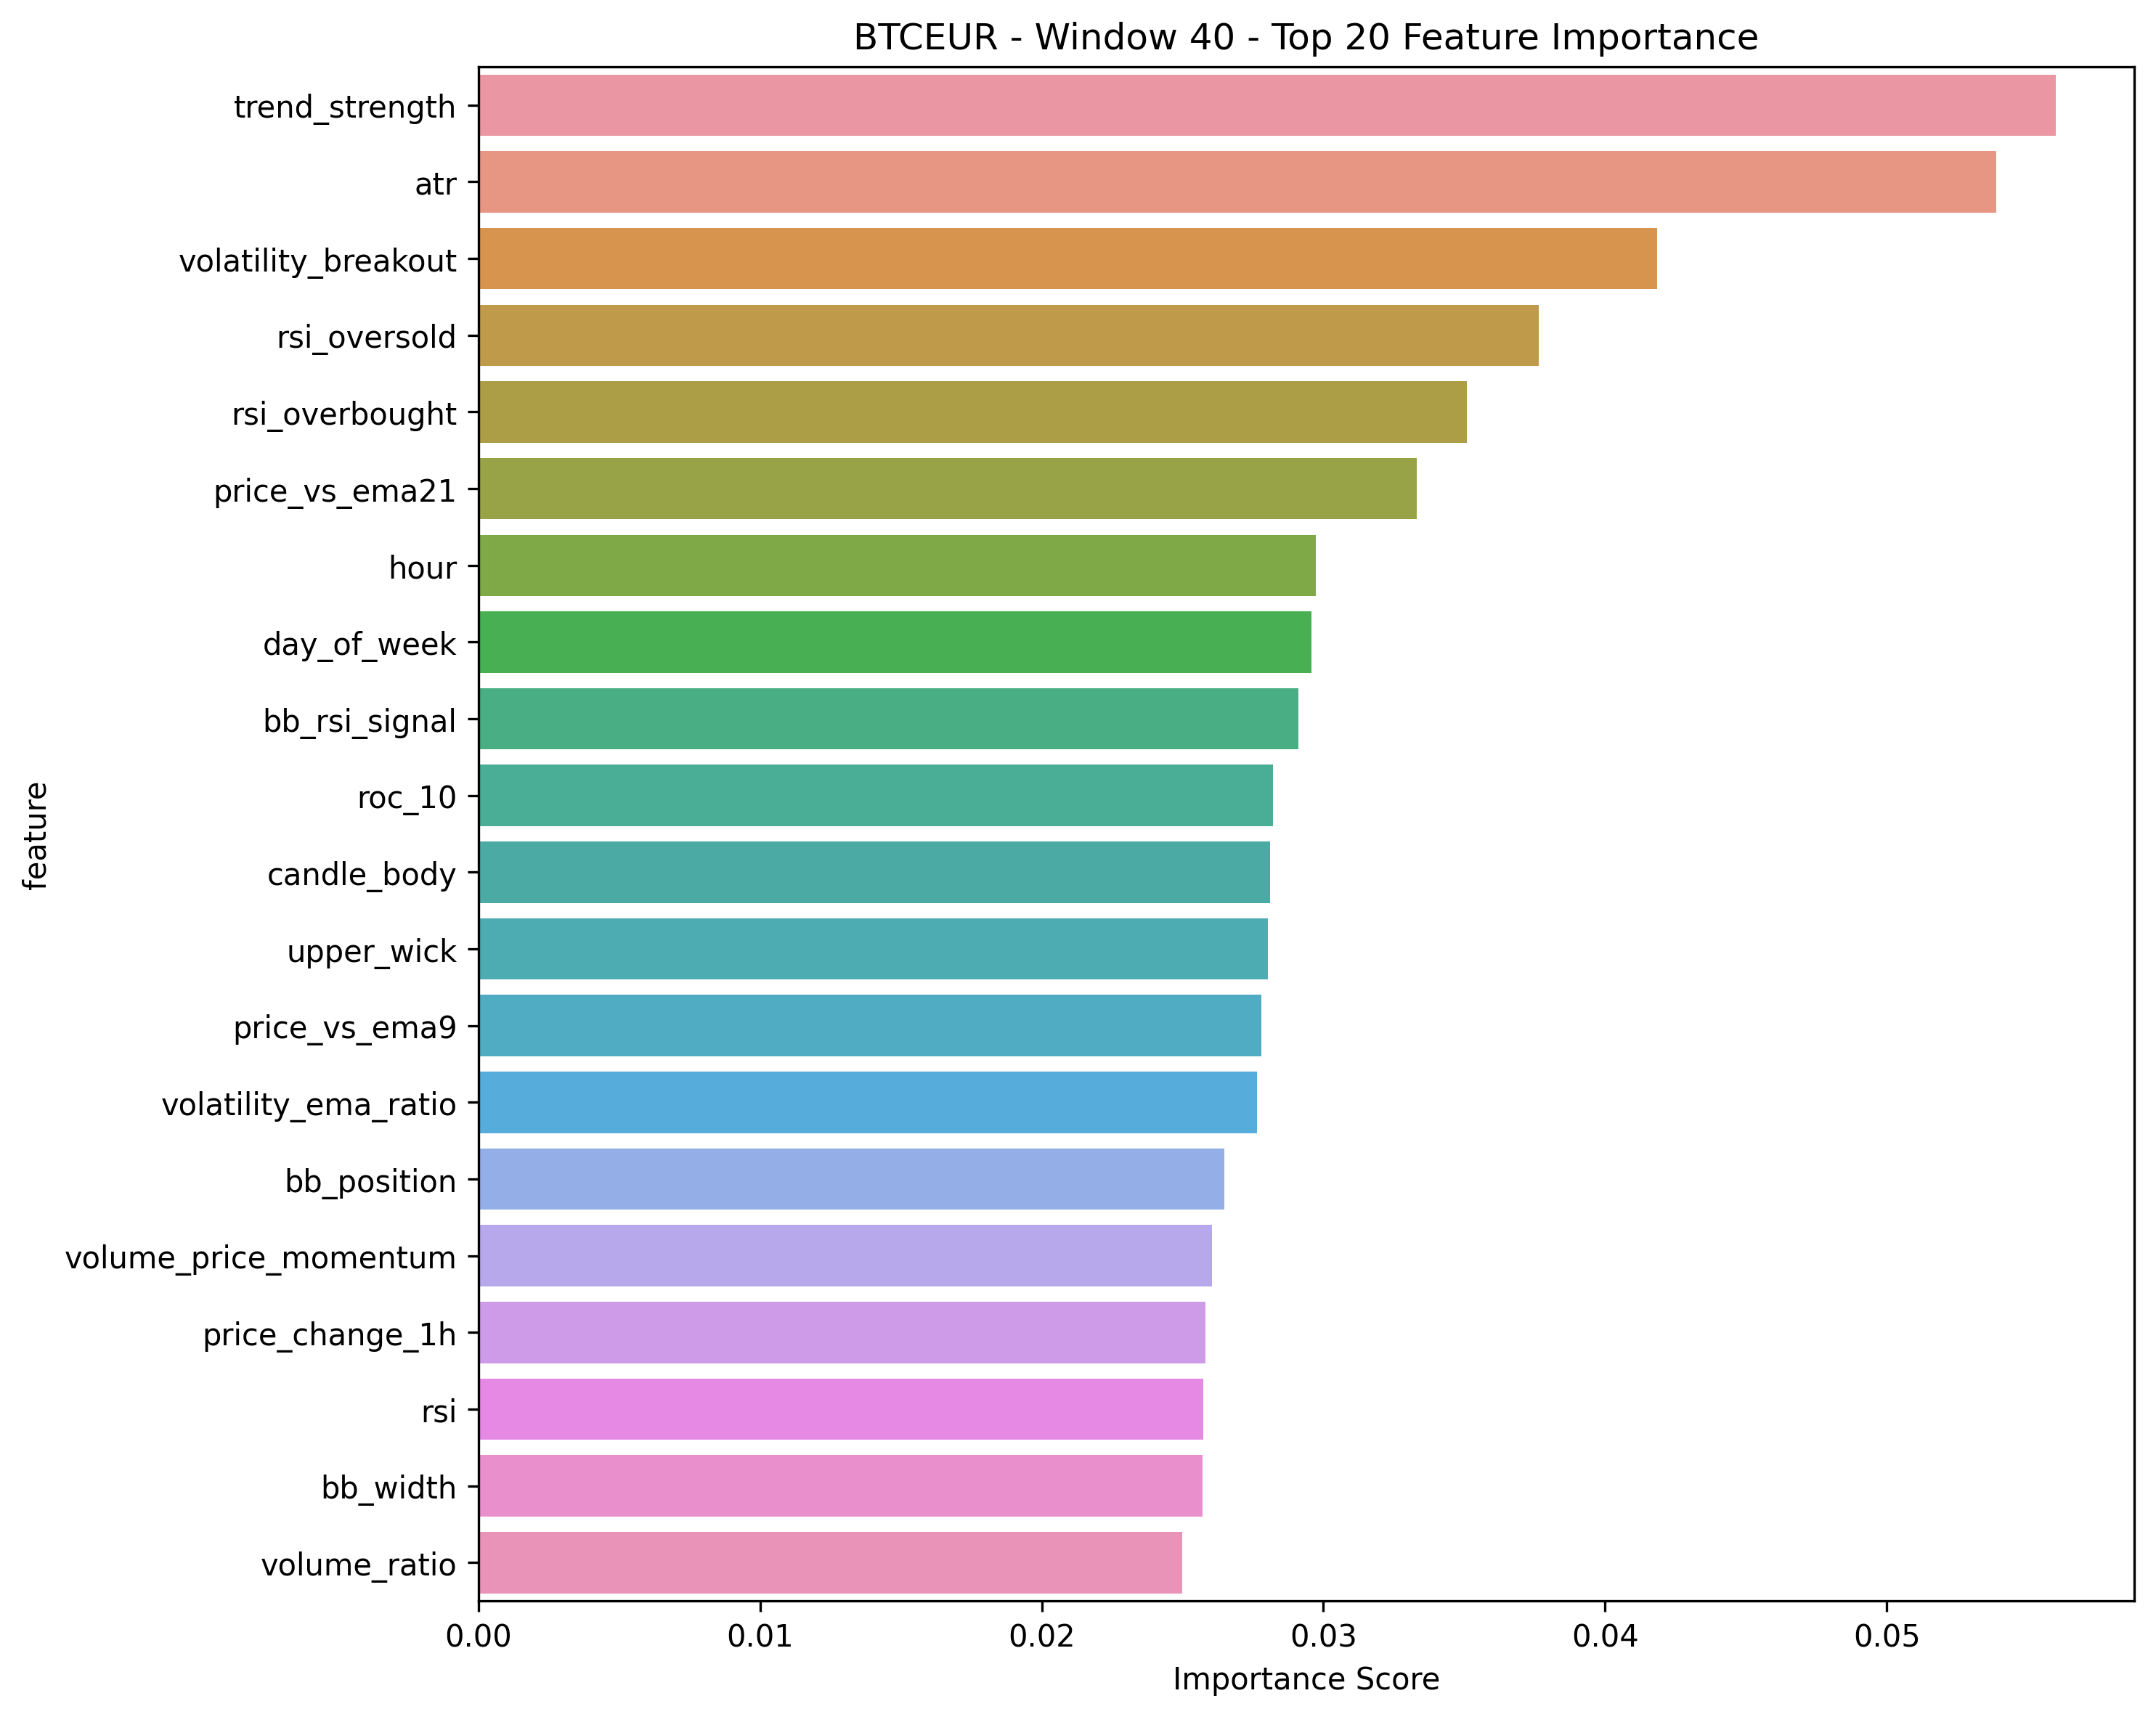 BTCEUR - Window 40 - Top 20 Feature Importance
trend_strength
atr
volatility_breakout
rsi_oversold
rsi_overbought
price_vs_ema21
hour
day_of_week
bb_rsi_signal
roc_10
candle_body
upper_wick
price_vs_ema9
volatility_ema_ratio
bb_position
volume_price_momentum
price_change_1h
rsi
bb_width
volume_ratio
feature
0.00 0.01 0.02 0.03 0.04 0.05
Importance Score